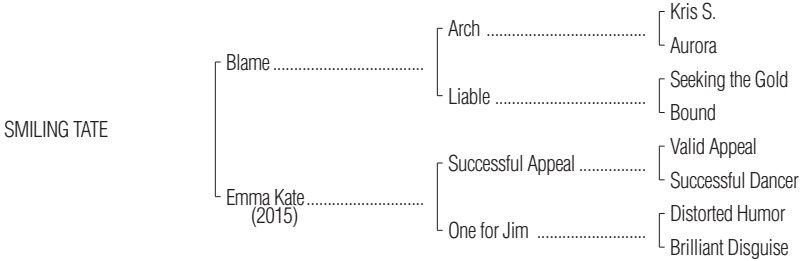 Kris S.
Arch ....................................
Aurora
Blame ..................................
Seeking the Gold
Liable ..................................
Bound
SMILING TATE
Valid Appeal
Successful Appeal ...............
Successful Dancer
Emma Kate ..........................
(2015)
Distorted Humor
One for Jim ........................
Brilliant Disguise